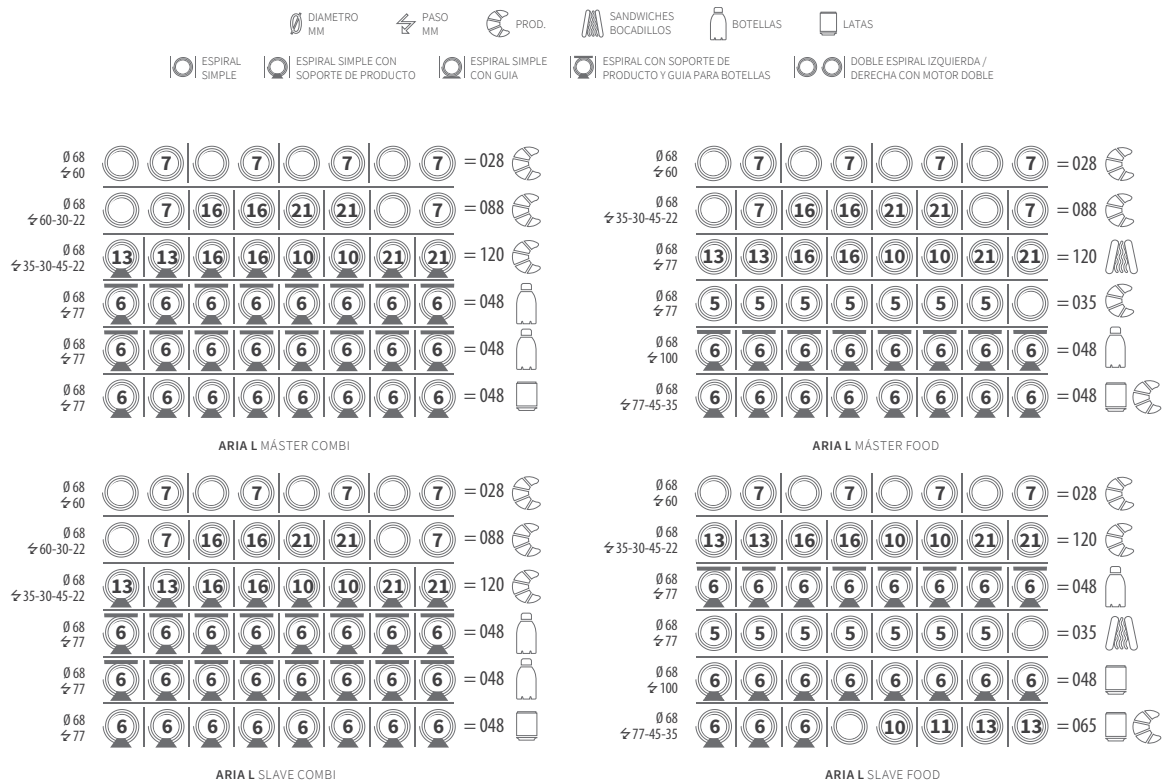 DIAMETRO
MM
PASO
MM
PROD.
SANDWICHES
BOCADILLOS
BOTELLAS
LATAS
ESPIRAL
SIMPLE
ESPIRAL SIMPLE CON
SOPORTE DE PRODUCTO
ESPIRAL SIMPLE
CON GUIA
ESPIRAL CON SOPORTE DE
PRODUCTO Y GUIA PARA BOTELLAS
DOBLE ESPIRAL IZQUIERDA /
DERECHA CON MOTOR DOBLE
Ø 68
60
7 7 7 7 = 028
Ø 68
60-30-22
7 16 16 21 21 7 = 088
Ø 68
35-30-45-22
13 13 16 16 10 10 21 21 = 120
Ø 68
77
6 6 6 6 6 6 6 6 = 048
Ø 68
77
6 6 6 6 6 6 6 6 = 048
Ø 68
77
6 6 6 6 6 6 6 6 = 048
ARIA L MÁSTER COMBI
Ø 68
60
7 7 7 7 = 028
Ø 68
35-30-45-22
7 16 16 21 21 7 = 088
Ø 68
77
13 13 16 16 10 10 21 21 = 120
Ø 68
77
5 5 5 5 5 5 5 = 035
Ø 68
100
6 6 6 6 6 6 6 6 = 048
Ø 68
77-45-35
6 6 6 6 6 6 6 6 = 048
ARIA L MÁSTER FOOD
Ø 68
60
7 7 7 7 = 028
Ø 68
60-30-22
7 16 16 21 21 7 = 088
Ø 68
35-30-45-22
13 13 16 16 10 10 21 21 = 120
Ø 68
77
6 6 6 6 6 6 6 6 = 048
Ø 68
77
6 6 6 6 6 6 6 6 = 048
Ø 68
77
6 6 6 6 6 6 6 6 = 048
ARIA L SLAVE COMBI
Ø 68
60
7 7 7 7 = 028
Ø 68
35-30-45-22
13 13 16 16 10 10 21 21 = 120
Ø 68
77
6 6 6 6 6 6 6 6 = 048
Ø 68
77
5 5 5 5 5 5 5 = 035
Ø 68
100
6 6 6 6 6 6 6 6 = 048
Ø 68
77-45-35
6 6 6 10 11 13 13 = 065
ARIA L SLAVE FOOD